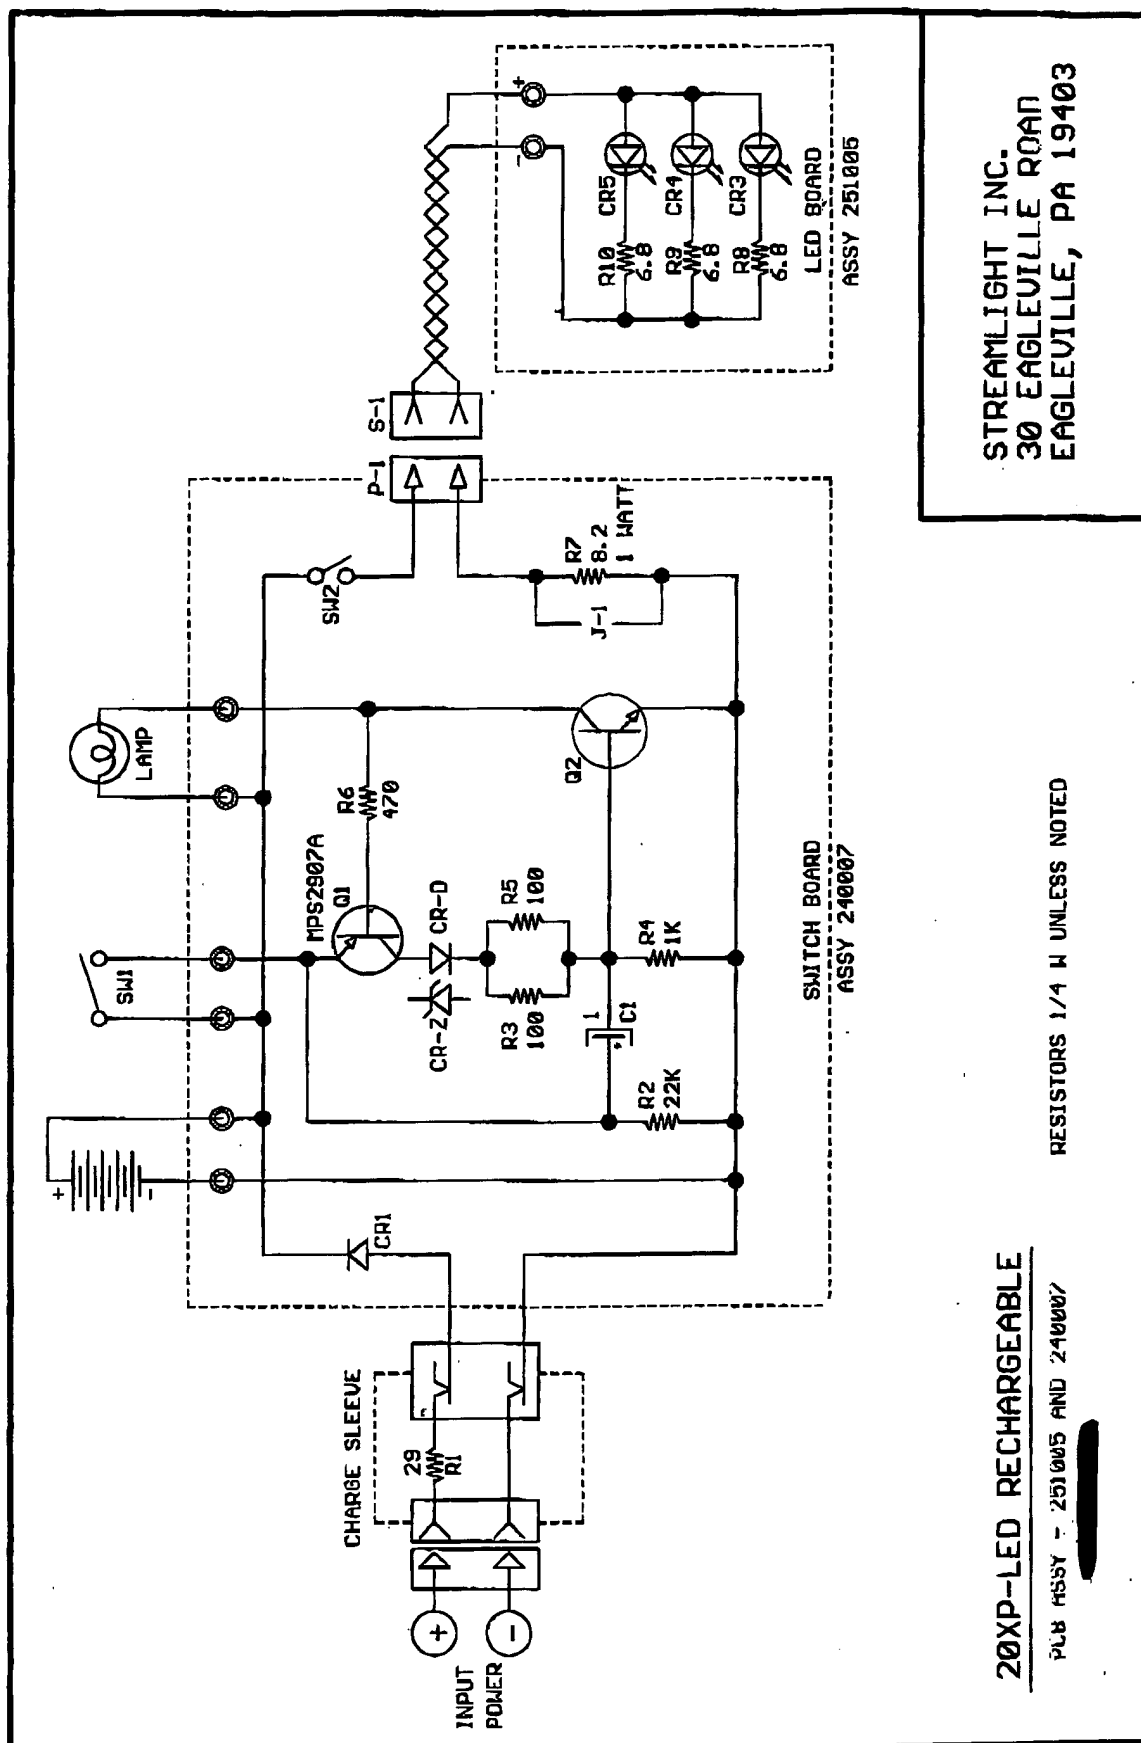 INPUT
POWER
+
-
CHARGE SLEEVE
29
R1
CR1
+
-
SW1
LAMP
MPS2907A
Q1
R6
470
CR-D
CR-Z
R5
100
R3
100
1
C1
R4
1K
R2
22K
Q2
SWITCH BOARD
ASSY 240007
SW2
P-1
S-1
R7
8.2
1 WATT
J-1
+
-
CR5
CR4
CR3
R10
6.8
R9
6.8
R8
6.8
LED BOARD
ASSY 251005
RESISTORS 1/4 W UNLESS NOTED
20XP-LED RECHARGEABLE
PCB ASSY - 251005 AND 240007
STREAMLIGHT INC.
30 EAGLEVILLE ROAD
EAGLEVILLE, PA 19403